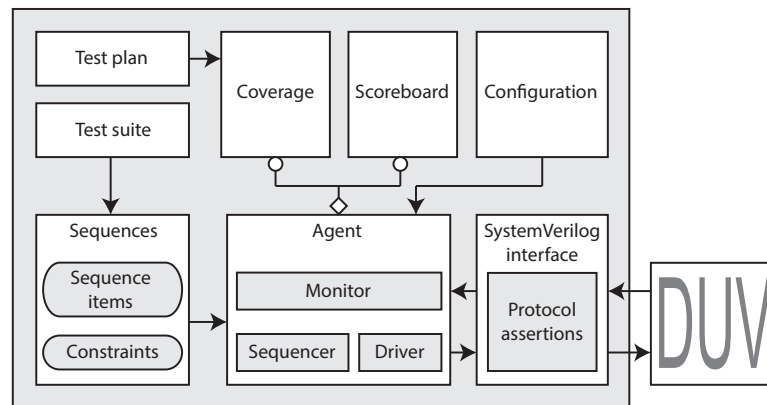 Test plan
Coverage
Scoreboard
Configuration
Test suite
Sequences
Sequence
items
Constraints
Agent
Monitor
Sequencer
Driver
SystemVerilog
interface
Protocol
assertions
DUV